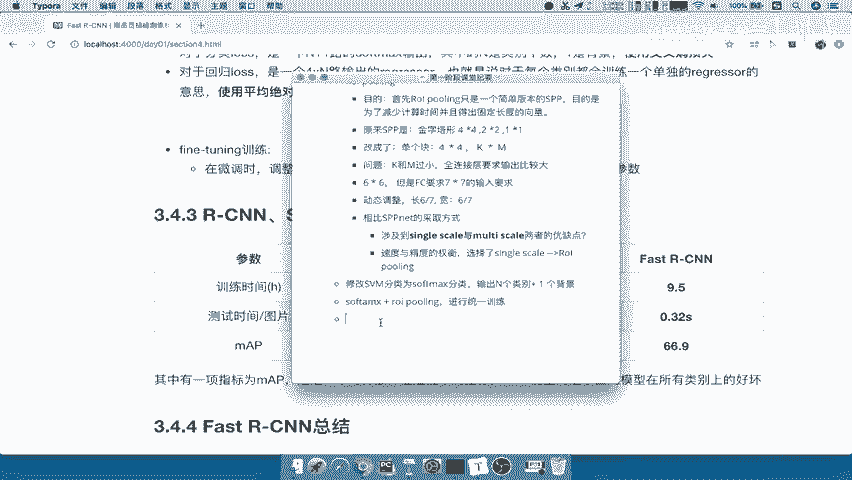 Typora 文件 编辑 段落 格式 显示 主题 窗口 帮助
100%
localhost:4000/day01/section4.html
对于回归loss，是一个4xN路输出的regressor，也就是说对于每个类别都会训练一个单独的regressor的
意思，使用平均绝对
fine-tuning训练:
在微调时，调整
参数
3.4.3 R-CNN、S
参数
Fast R-CNN
训练时间(h)
9.5
测试时间/图片
0.32s
mAP
66.9
其中有一项指标为mAP，
模型在所有类别上的好坏
3.4.4 Fast R-CNN总结
目的：首先RoI pooling只是一个简单版本的SPP，目的是
为了减少计算时间并且得出固定长度的向量。
原来SPP是：金字塔形 4 *4 ,2 *2 ,1 *1
改成了：单个块：4 * 4 ， K * M
问题：K和M过小，全连接层要求输出比较大
6 * 6， 但是FC要求7 * 7的输入要求
动态调整，长6/7, 宽：6/7
相比SPPnet的采取方式
涉及到single scale与multi scale两者的优缺点?
速度与精度的权衡，选择了single scale -->RoI
pooling
修改SVM分类为softmax分类，输出N个类别+ 1 个背景
softamx + roi pooling，进行统一训练